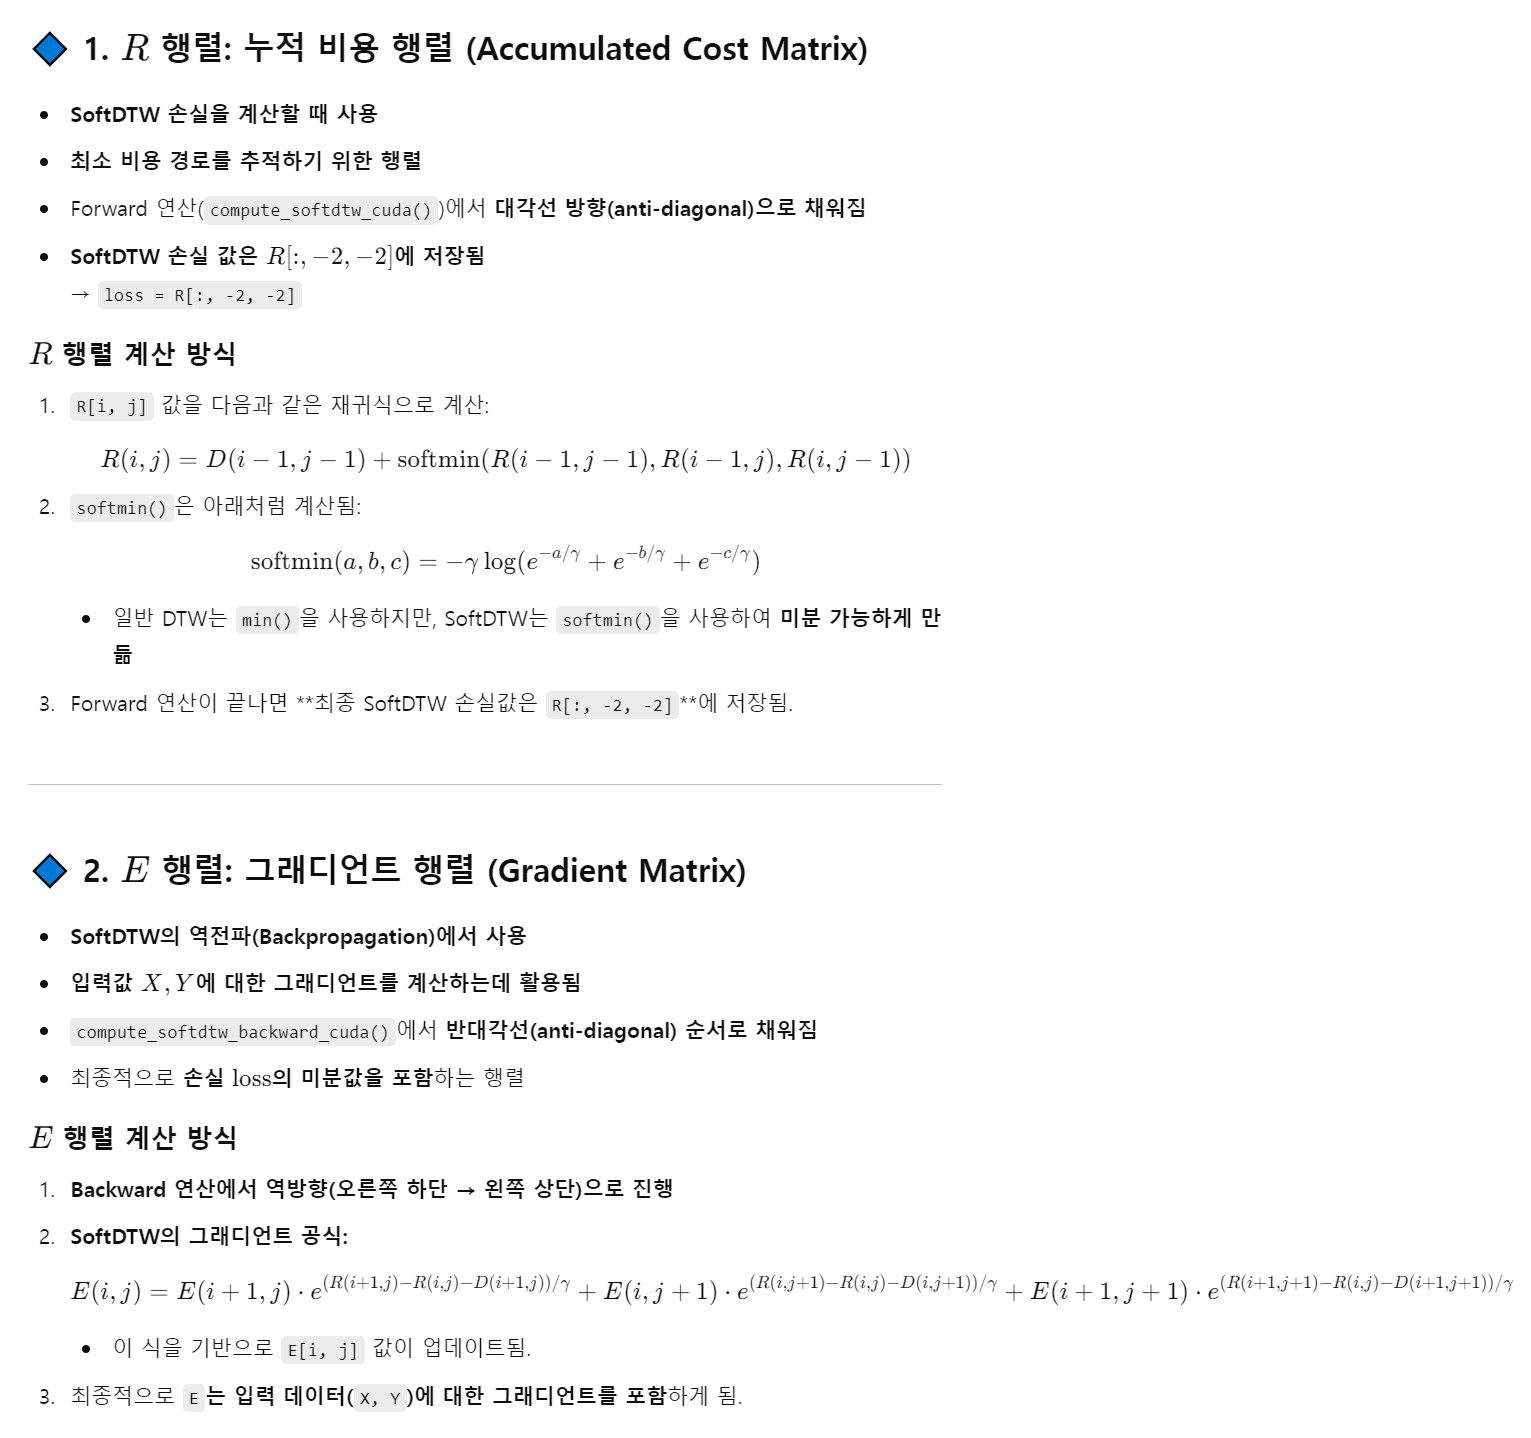 🔷 1. R 행렬: 누적 비용 행렬 (Accumulated Cost Matrix)
• SoftDTW 손실을 계산할 때 사용
• 최소 비용 경로를 추적하기 위한 행렬
• Forward 연산(compute_softdtw_cuda())에서 대각선 방향(anti-diagonal)으로 채워짐
• SoftDTW 손실 값은 R[:, −2, −2]에 저장됨
→ loss = R[:, -2, -2]
R 행렬 계산 방식
1. R[i, j] 값을 다음과 같은 재귀식으로 계산:
R(i, j) = D(i − 1, j − 1) + softmin(R(i − 1, j − 1), R(i − 1, j), R(i, j − 1))
2. softmin()은 아래처럼 계산됨:
softmin(a, b, c) = −γ log(e^{−a/γ} + e^{−b/γ} + e^{−c/γ})
• 일반 DTW는 min()을 사용하지만, SoftDTW는 softmin()을 사용하여 미분 가능하게 만
듦
3. Forward 연산이 끝나면 **최종 SoftDTW 손실값은 R[:, -2, -2]**에 저장됨.
🔷 2. E 행렬: 그래디언트 행렬 (Gradient Matrix)
• SoftDTW의 역전파(Backpropagation)에서 사용
• 입력값 X, Y에 대한 그래디언트를 계산하는데 활용됨
• compute_softdtw_backward_cuda()에서 반대각선(anti-diagonal) 순서로 채워짐
• 최종적으로 손실 loss의 미분값을 포함하는 행렬
E 행렬 계산 방식
1. Backward 연산에서 역방향(오른쪽 하단 → 왼쪽 상단)으로 진행
2. SoftDTW의 그래디언트 공식:
E(i, j) = E(i + 1, j) · e^{(R(i+1,j)−R(i,j)−D(i+1,j))/γ} + E(i, j + 1) · e^{(R(i,j+1)−R(i,j)−D(i,j+1))/γ} + E(i + 1, j + 1) · e^{(R(i+1,j+1)−R(i,j)−D(i+1,j+1))/γ}
• 이 식을 기반으로 E[i, j] 값이 업데이트됨.
3. 최종적으로 E는 입력 데이터(X, Y)에 대한 그래디언트를 포함하게 됨.